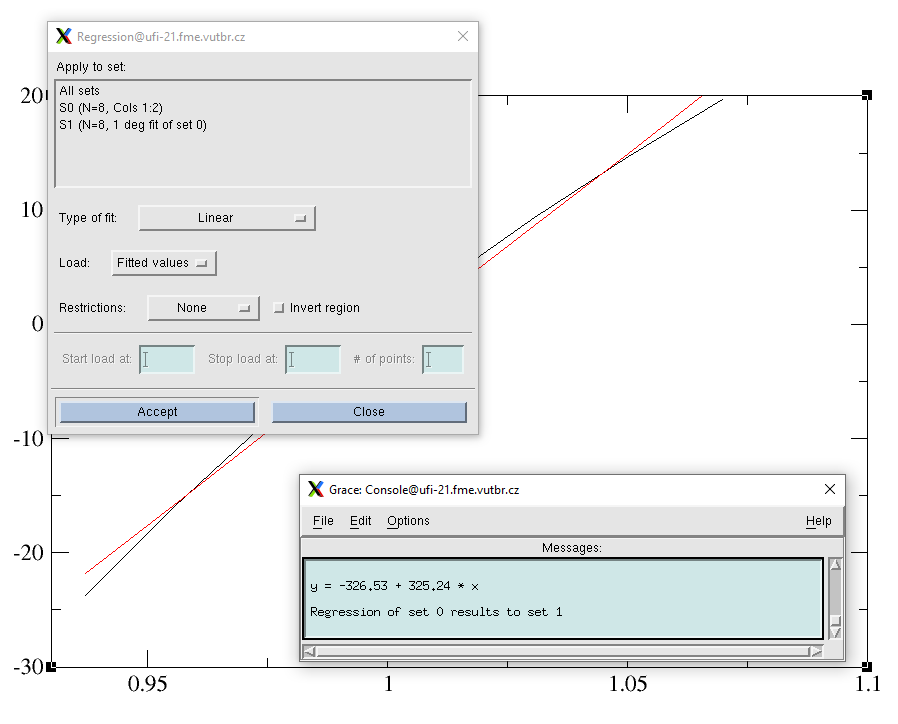 Regression@ufi-21.fme.vutbr.cz
Apply to set:
All sets
S0 (N=8, Cols 1:2)
S1 (N=8, 1 deg fit of set 0)
Type of fit: Linear
Load: Fitted values
Restrictions: None Invert region
Start load at: Stop load at: # of points:
Accept Close
20
10
0
-10
-20
-30
Grace: Console@ufi-21.fme.vutbr.cz
File Edit Options Help
Messages:
y = -326.53 + 325.24 * x
Regression of set 0 results to set 1
0.95 1 1.05 1.1